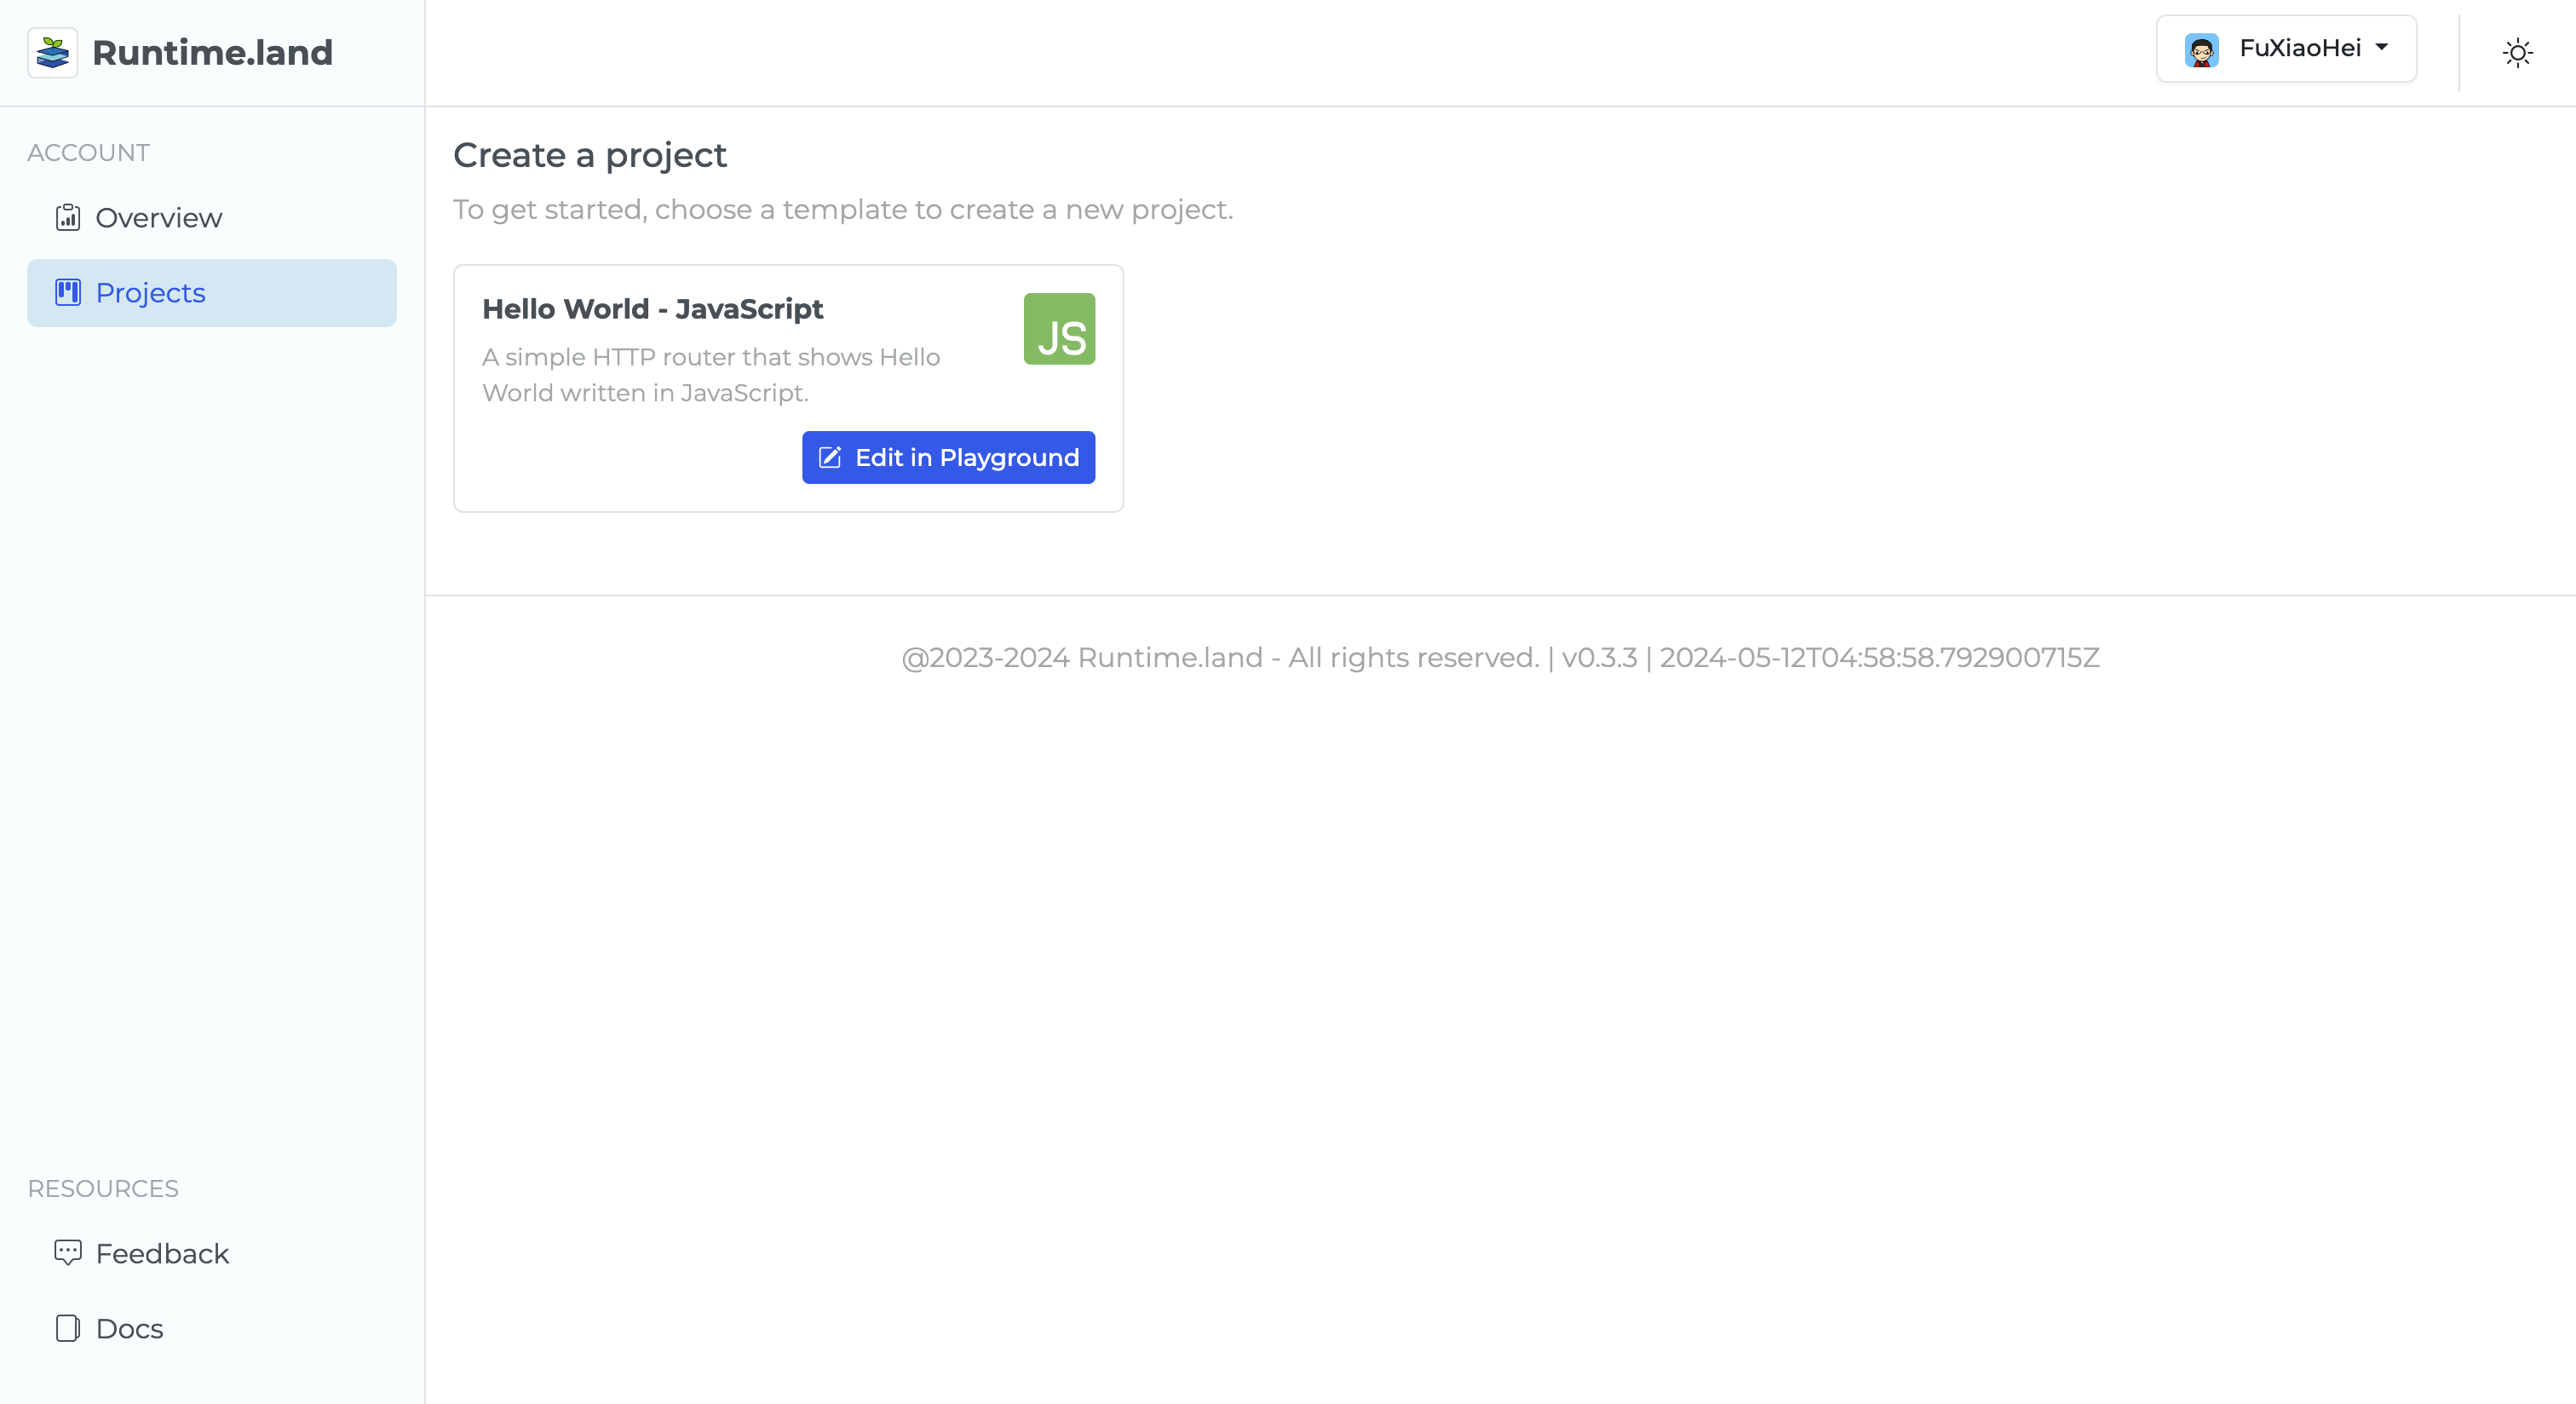 Runtime.land
FuXiaoHei
ACCOUNT
Overview
Projects
Create a project
To get started, choose a template to create a new project.
Hello World - JavaScript
A simple HTTP router that shows Hello
World written in JavaScript.
JS
Edit in Playground
@2023-2024 Runtime.land - All rights reserved. | v0.3.3 | 2024-05-12T04:58:58.792900715Z
RESOURCES
Feedback
Docs